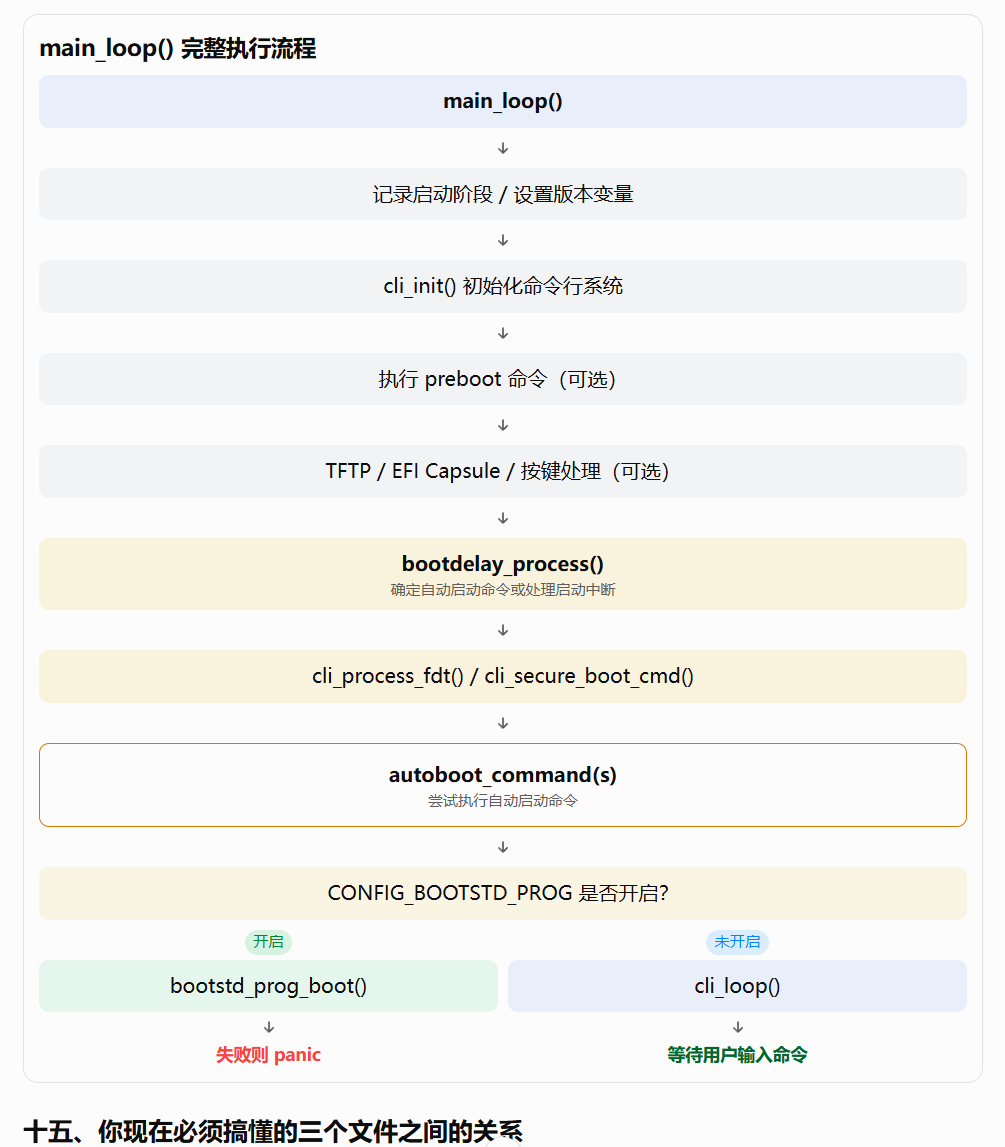 main_loop() 完整执行流程
main_loop()
↓
记录启动阶段 / 设置版本变量
↓
cli_init() 初始化命令行系统
↓
执行 preboot 命令（可选）
↓
TFTP / EFI Capsule / 按键处理（可选）
↓
bootdelay_process()
确定自动启动命令或处理启动中断
↓
cli_process_fdt() / cli_secure_boot_cmd()
↓
autoboot_command(s)
尝试执行自动启动命令
↓
CONFIG_BOOTSTD_PROG 是否开启？
开启 未开启
bootstd_prog_boot() cli_loop()
↓ ↓
失败则 panic 等待用户输入命令
十五、你现在必须搞懂的三个文件之间的关系